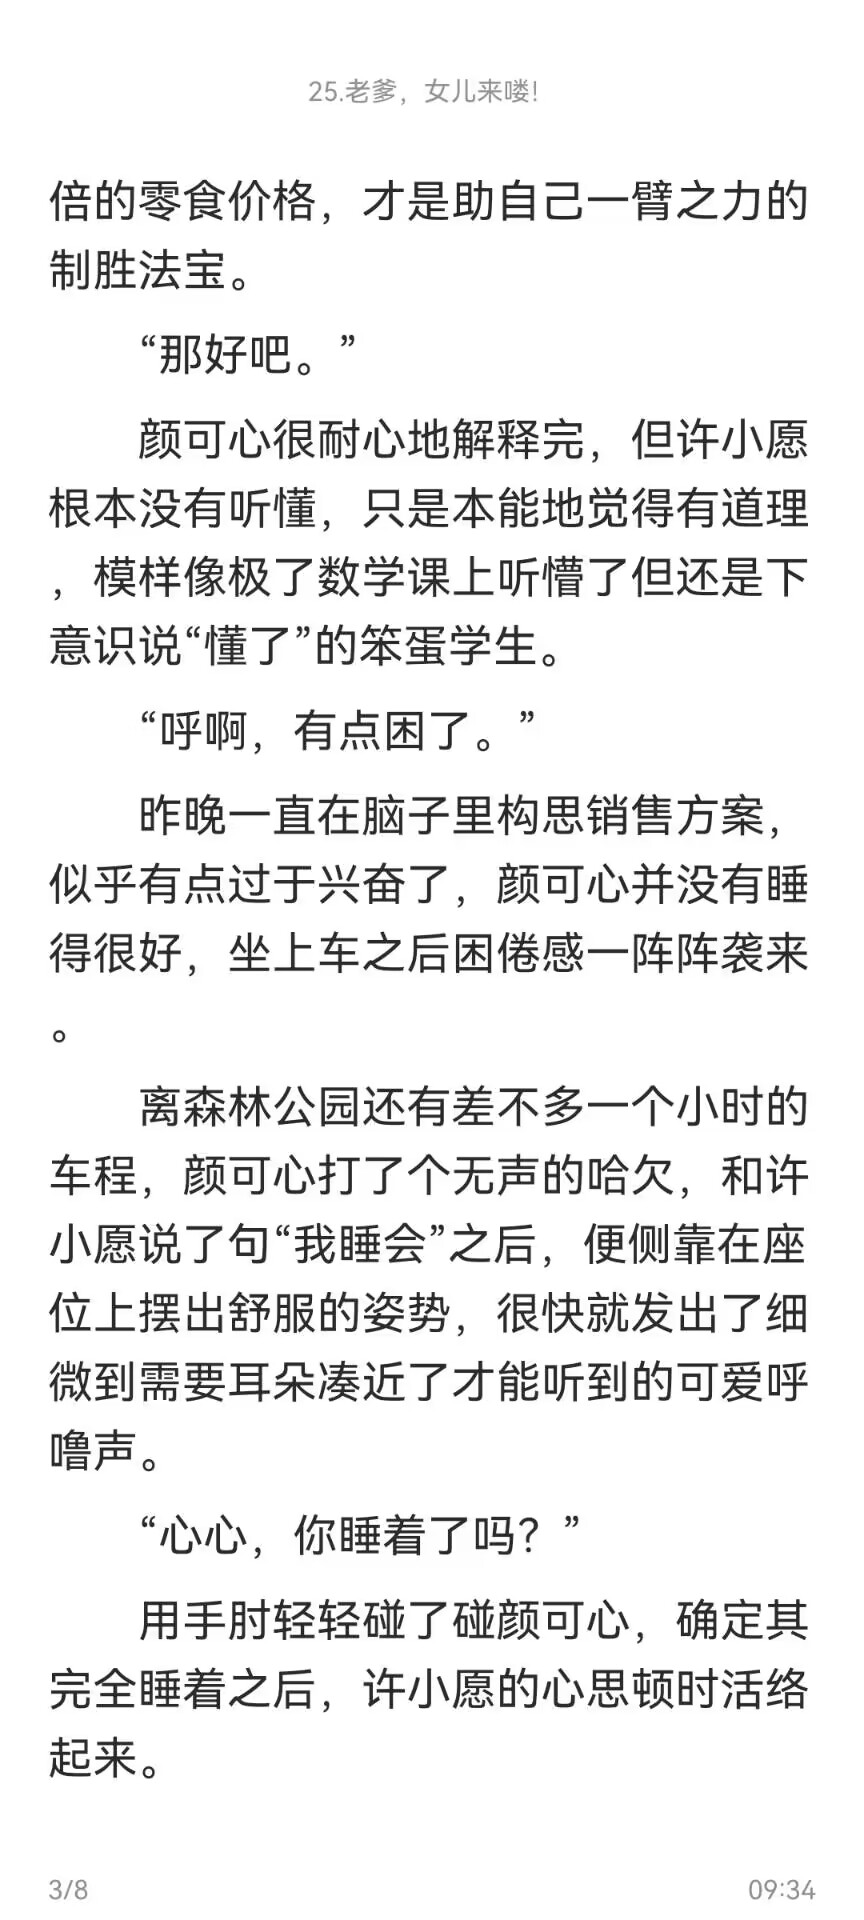 25.老爹，女儿来喽!
倍的零食价格，才是助自己一臂之力的
制胜法宝。
“那好吧。”
颜可心很耐心地解释完，但许小愿
根本没有听懂，只是本能地觉得有道理
，模样像极了数学课上听懵了但还是下
意识说“懂了”的笨蛋学生。
“呼啊，有点困了。”
昨晚一直在脑子里构思销售方案，
似乎有点过于兴奋了，颜可心并没有睡
得很好，坐上车之后困倦感一阵阵袭来
。
离森林公园还有差不多一个小时的
车程，颜可心打了个无声的哈欠，和许
小愿说了句“我睡会”之后，便侧靠在座
位上摆出舒服的姿势，很快就发出了细
微到需要耳朵凑近了才能听到的可爱呼
噜声。
“心心，你睡着了吗？”
用手肘轻轻碰了碰颜可心，确定其
完全睡着之后，许小愿的心思顿时活络
起来。
3/8
09:34